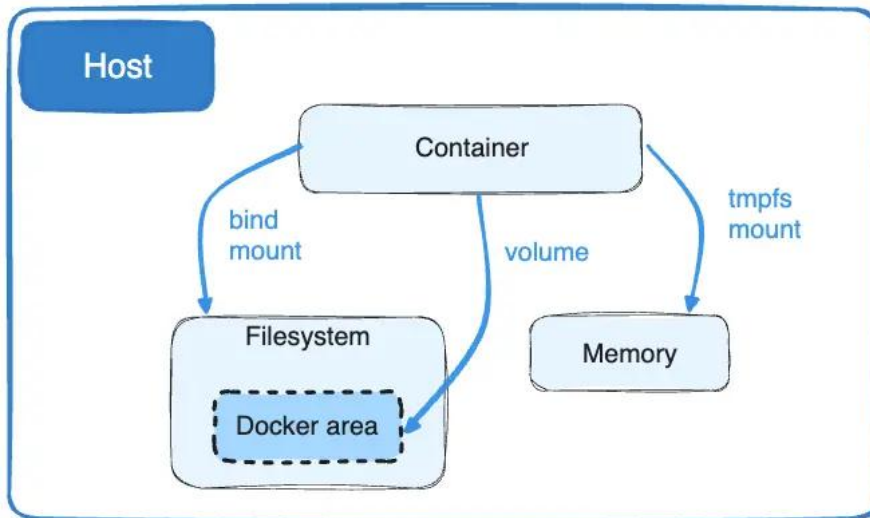 Host
Container
bind
mount
volume
tmpfs
mount
Filesystem
Memory
Docker area